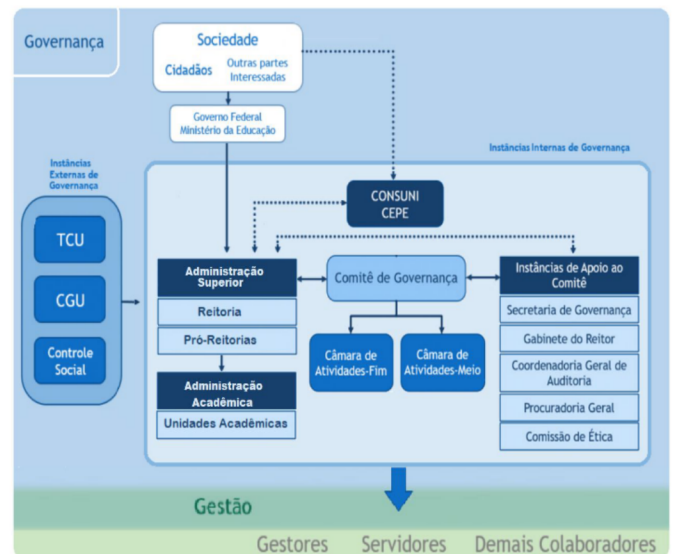 Governança
Sociedade
Cidadãos
Outras partes
Interessadas
Governo Federal
Ministério da Educação
Instâncias Internas de Governança
Instâncias
Externas de
Governança
TCU
CGU
Controle
Social
CONSUNI
CEPE
Administração
Superior
Reitoria
Pró-Reitorias
Administração
Acadêmica
Unidades Acadêmicas
Comitê de Governança
Câmara de
Atividades-Fim
Câmara de
Atividades-Meio
Instâncias de Apoio ao
Comitê
Secretaria de Governança
Gabinete do Reitor
Coordenadoria Geral de
Auditoria
Procuradoria Geral
Comissão de Ética
Gestão
Gestores Servidores Demais Colaboradores